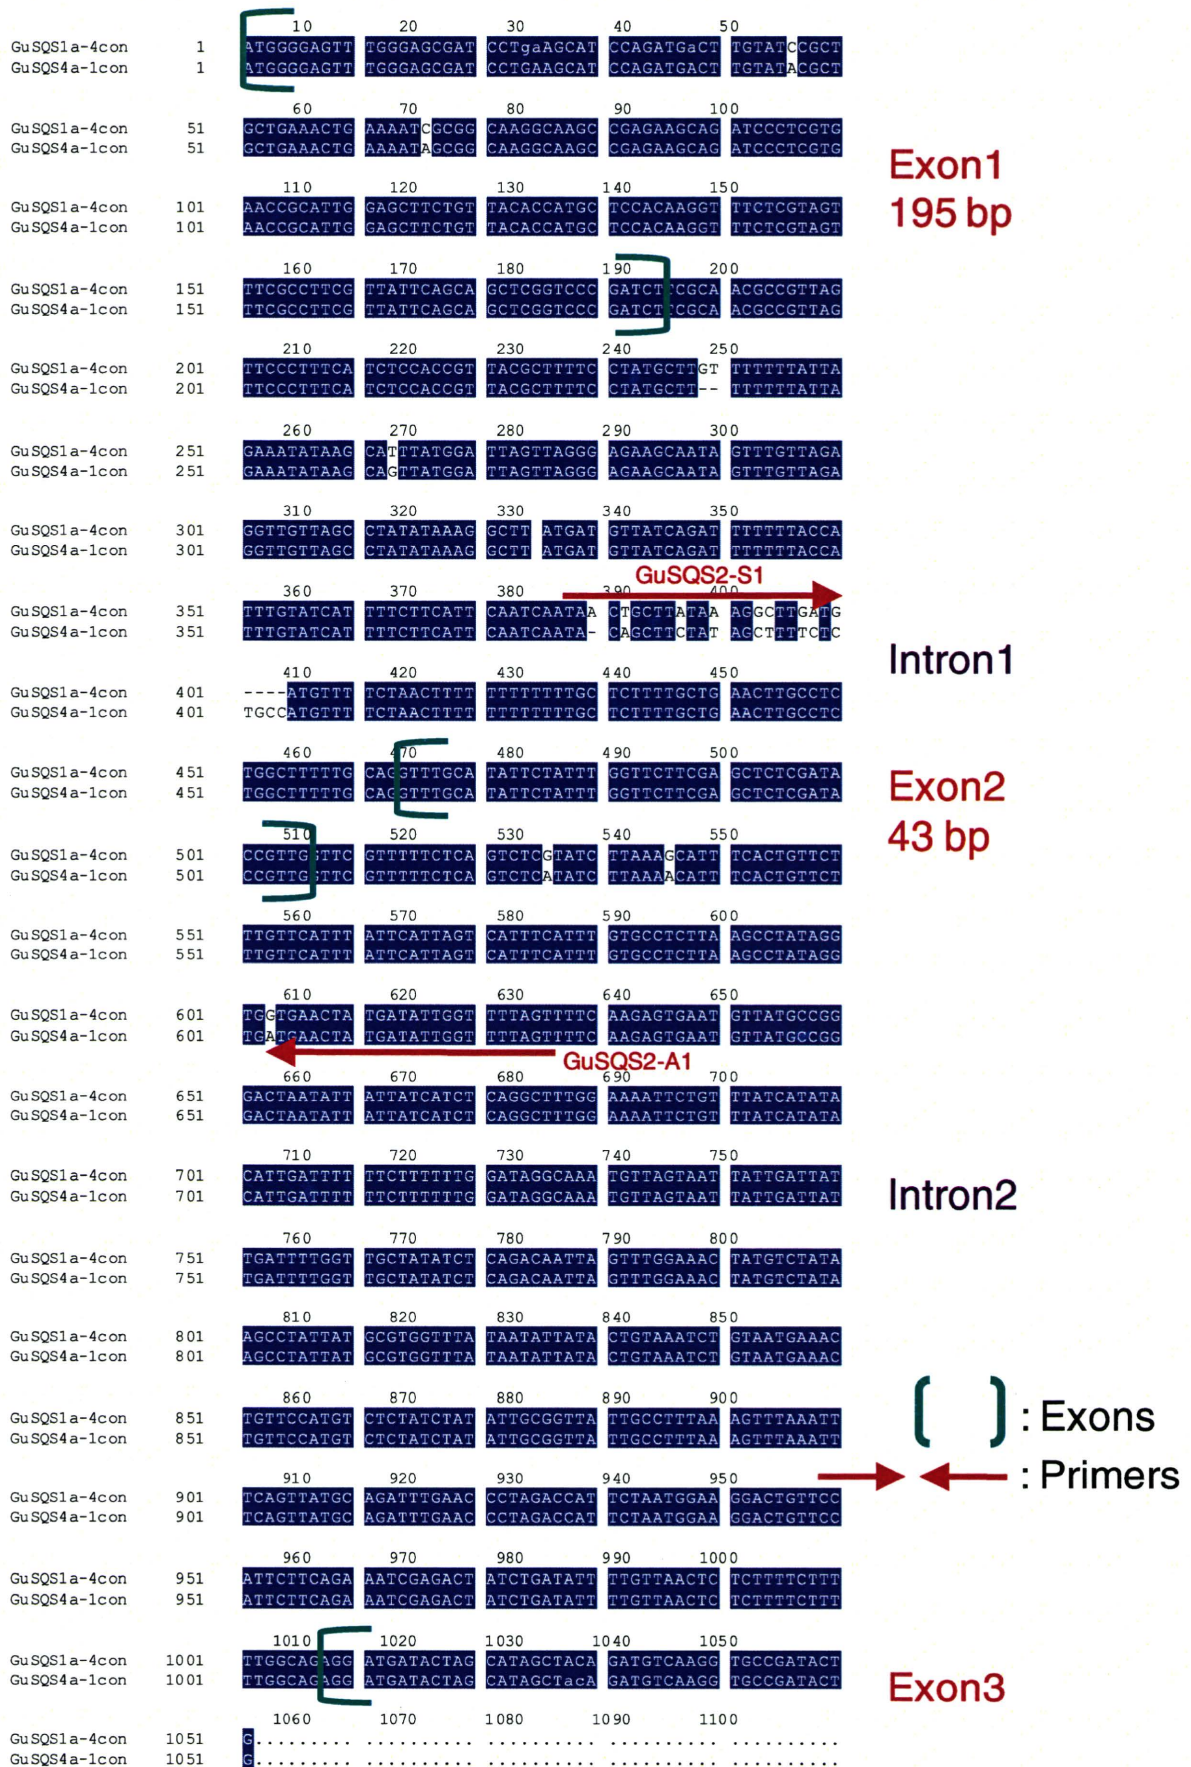 10 20 30 40 50
GuSQS1a-4con 1 ATGGGGAGTT TGGGAGCGAT CCTgaAGCAT CCAGATGaCT TGTATCCGCT
GuSQS4a-1con 1 ATGGGGAGTT TGGGAGCGAT CCTGAAGCAT CCAGATGACT TGTATACGCT
60 70 80 90 100
GuSQS1a-4con 51 GCTGAAACTG AAAATCGCGG CAAGGCAAGC CGAGAAGCAG ATCCCTCGTG
GuSQS4a-1con 51 GCTGAAACTG AAAATAGCGG CAAGGCAAGC CGAGAAGCAG ATCCCTCGTG
Exon1
195 bp
110 120 130 140 150
GuSQS1a-4con 101 AACCGCATTG GAGCTTCTGT TACACCATGC TCCACAAGGT TTCTCGTAGT
GuSQS4a-1con 101 AACCGCATTG GAGCTTCTGT TACACCATGC TCCACAAGGT TTCTCGTAGT
160 170 180 190 200
GuSQS1a-4con 151 TTCGCCTTCG TTATTCAGCA GCTCGGTCCC GATCTTCGCA ACGCCGTTAG
GuSQS4a-1con 151 TTCGCCTTCG TTATTCAGCA GCTCGGTCCC GATCTTCGCA ACGCCGTTAG
210 220 230 240 250
GuSQS1a-4con 201 TTCCCTTTCA TCTCCACCGT TACGCTTTTC CTATGCTTGT TTTTTTATTA
GuSQS4a-1con 201 TTCCCTTTCA TCTCCACCGT TACGCTTTTC CTATGCTT-- TTTTTTATTA
260 270 280 290 300
GuSQS1a-4con 251 GAAATATAAG CATTTATGGA TTAGTTAGGG AGAAGCAATA GTTTGTTAGA
GuSQS4a-1con 251 GAAATATAAG CAGTTATGGA TTAGTTAGGG AGAAGCAATA GTTTGTTAGA
310 320 330 340 350
GuSQS1a-4con 301 GGTTGTTAGC CTATATAAAG GCTT ATGAT GTTATCAGAT TTTTTTACCA
GuSQS4a-1con 301 GGTTGTTAGC CTATATAAAG GCTT ATGAT GTTATCAGAT TTTTTTACCA
GuSQS2-S1
360 370 380 390 400
GuSQS1a-4con 351 TTTGTATCAT TTTCTTCATT CAATCAATAA CTGCTTATAA AGGCTTGATG
GuSQS4a-1con 351 TTTGTATCAT TTTCTTCATT CAATCAATA- CAGCTTCTAT AGCTTTTCTC
Intron1
410 420 430 440 450
GuSQS1a-4con 401 ----ATGTTT TCTAACTTTT TTTTTTTTGC TCTTTTGCTG AACTTGCCTC
GuSQS4a-1con 401 TGCCATGTTT TCTAACTTTT TTTTTTTTGC TCTTTTGCTG AACTTGCCTC
460 470 480 490 500
GuSQS1a-4con 451 TGGCTTTTTG CAGGTTTGCA TATTCTATTT GGTTCTTCGA GCTCTCGATA
GuSQS4a-1con 451 TGGCTTTTTG CAGGTTTGCA TATTCTATTT GGTTCTTCGA GCTCTCGATA
Exon2
43 bp
510 520 530 540 550
GuSQS1a-4con 501 CCGTTGGTTC GTTTTTCTCA GTCTCGTATC TTAAAGCATT TCACTGTTCT
GuSQS4a-1con 501 CCGTTGGTTC GTTTTTCTCA GTCTCATATC TTAAAACATT TCACTGTTCT
560 570 580 590 600
GuSQS1a-4con 551 TTGTTCATTT ATTCATTAGT CATTTCATTT GTGCCTCTTA AGCCTATAGG
GuSQS4a-1con 551 TTGTTCATTT ATTCATTAGT CATTTCATTT GTGCCTCTTA AGCCTATAGG
610 620 630 640 650
GuSQS1a-4con 601 TGGTGAACTA TGATATTGGT TTTAGTTTTC AAGAGTGAAT GTTATGCCGG
GuSQS4a-1con 601 TGATGAACTA TGATATTGGT TTTAGTTTTC AAGAGTGAAT GTTATGCCGG
GuSQS2-A1
660 670 680 690 700
GuSQS1a-4con 651 GACTAATATT ATTATCATCT CAGGCTTTGG AAAATTCTGT TTATCATATA
GuSQS4a-1con 651 GACTAATATT ATTATCATCT CAGGCTTTGG AAAATTCTGT TTATCATATA
710 720 730 740 750
GuSQS1a-4con 701 CATTGATTTT TTCTTTTTTG GATAGGCAAA TGTTAGTAAT TATTGATTAT
GuSQS4a-1con 701 CATTGATTTT TTCTTTTTTG GATAGGCAAA TGTTAGTAAT TATTGATTAT
Intron2
760 770 780 790 800
GuSQS1a-4con 751 TGATTTTGGT TGCTATATCT CAGACAATTA GTTTGGAAAC TATGTCTATA
GuSQS4a-1con 751 TGATTTTGGT TGCTATATCT CAGACAATTA GTTTGGAAAC TATGTCTATA
810 820 830 840 850
GuSQS1a-4con 801 AGCCTATTAT GCGTGGTTTA TAATATTATA CTGTAAATCT GTAATGAAAC
GuSQS4a-1con 801 AGCCTATTAT GCGTGGTTTA TAATATTATA CTGTAAATCT GTAATGAAAC
860 870 880 890 900
GuSQS1a-4con 851 TGTTCCATGT CTCTATCTAT ATTGCGGTTA TTGCCTTTAA AGTTTAAATT
GuSQS4a-1con 851 TGTTCCATGT CTCTATCTAT ATTGCGGTTA TTGCCTTTAA AGTTTAAATT
: Exons
: Primers
910 920 930 940 950
GuSQS1a-4con 901 TCAGTTATGC AGATTTGAAC CCTAGACCAT TCTAATGGAA GGACTGTTCC
GuSQS4a-1con 901 TCAGTTATGC AGATTTGAAC CCTAGACCAT TCTAATGGAA GGACTGTTCC
960 970 980 990 1000
GuSQS1a-4con 951 ATTCTTCAGA AATCGAGACT ATCTGATATT TTGTTAACTC TCTTTTCTTT
GuSQS4a-1con 951 ATTCTTCAGA AATCGAGACT ATCTGATATT TTGTTAACTC TCTTTTCTTT
1010 1020 1030 1040 1050
GuSQS1a-4con 1001 TTGGCAGAGG ATGATACTAG CATAGCTACA GATGTCAAGG TGCCGATACT
GuSQS4a-1con 1001 TTGGCAGAGG ATGATACTAG CATAGCTacA GATGTCAAGG TGCCGATACT
Exon3
1060 1070 1080 1090 1100
GuSQS1a-4con 1051 G......... .......... .......... .......... ..........
GuSQS4a-1con 1051 G......... .......... .......... .......... ..........